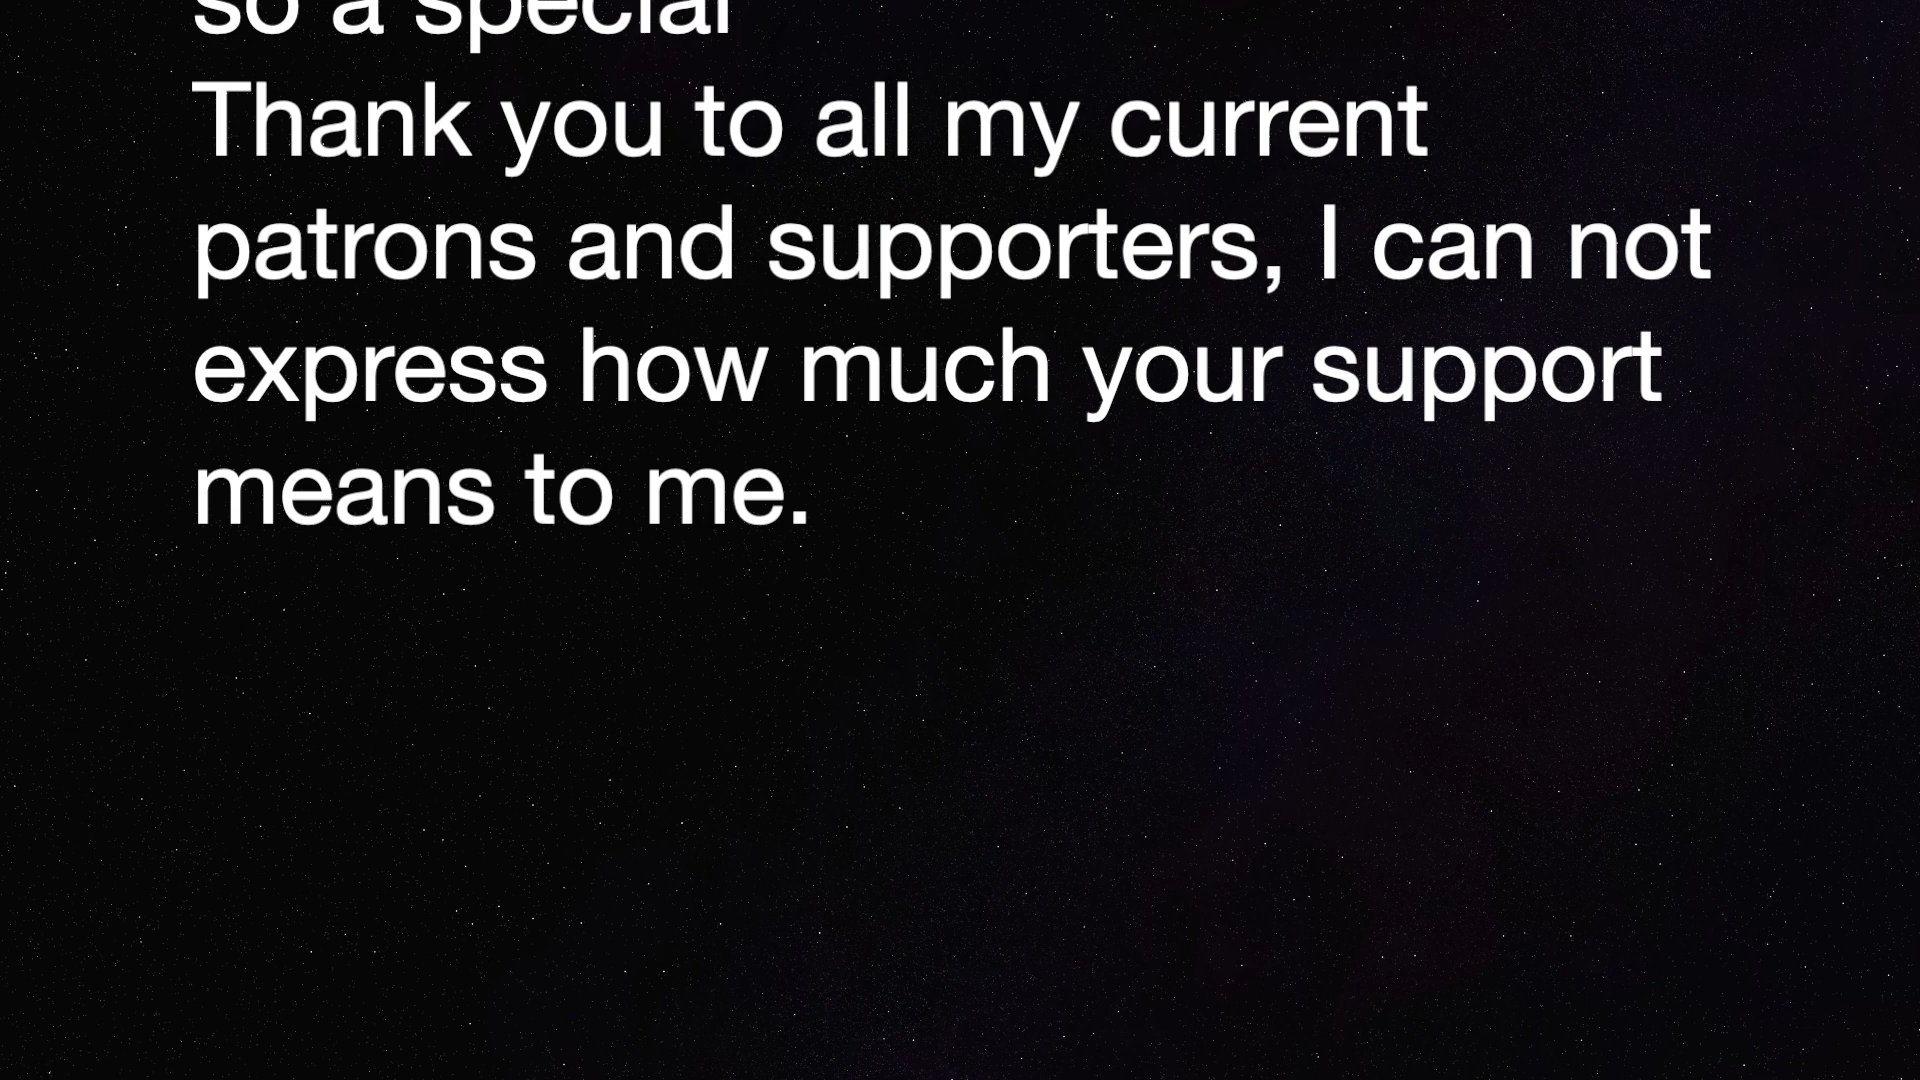 so a special
Thank you to all my current
patrons and supporters, I can not
express how much your support
means to me.